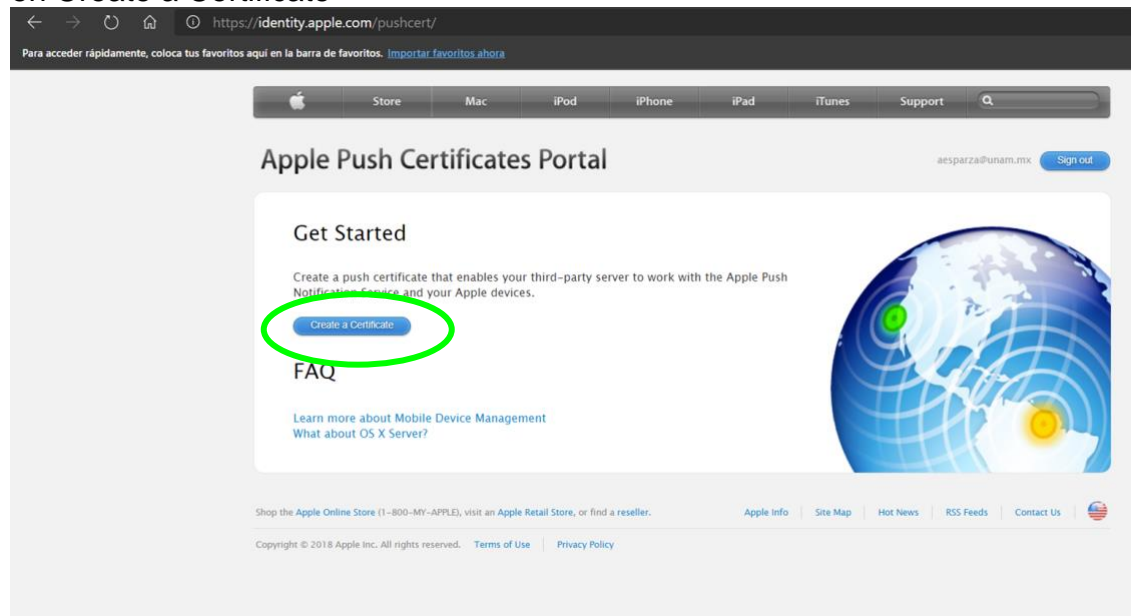 en Create a Certificate
https://identity.apple.com/pushcert/
Para acceder rápidamente, coloca tus favoritos aquí en la barra de favoritos. Importar favoritos ahora
Store Mac iPod iPhone iPad iTunes Support
Apple Push Certificates Portal
aesparza@unam.mx Sign out
Get Started
Create a push certificate that enables your third-party server to work with the Apple Push
Notification Service and your Apple devices.
Create a Certificate
FAQ
Learn more about Mobile Device Management
What about OS X Server?
Shop the Apple Online Store (1-800-MY-APPLE), visit an Apple Retail Store, or find a reseller. Apple Info | Site Map | Hot News | RSS Feeds | Contact Us |
Copyright © 2018 Apple Inc. All rights reserved. Terms of Use | Privacy Policy